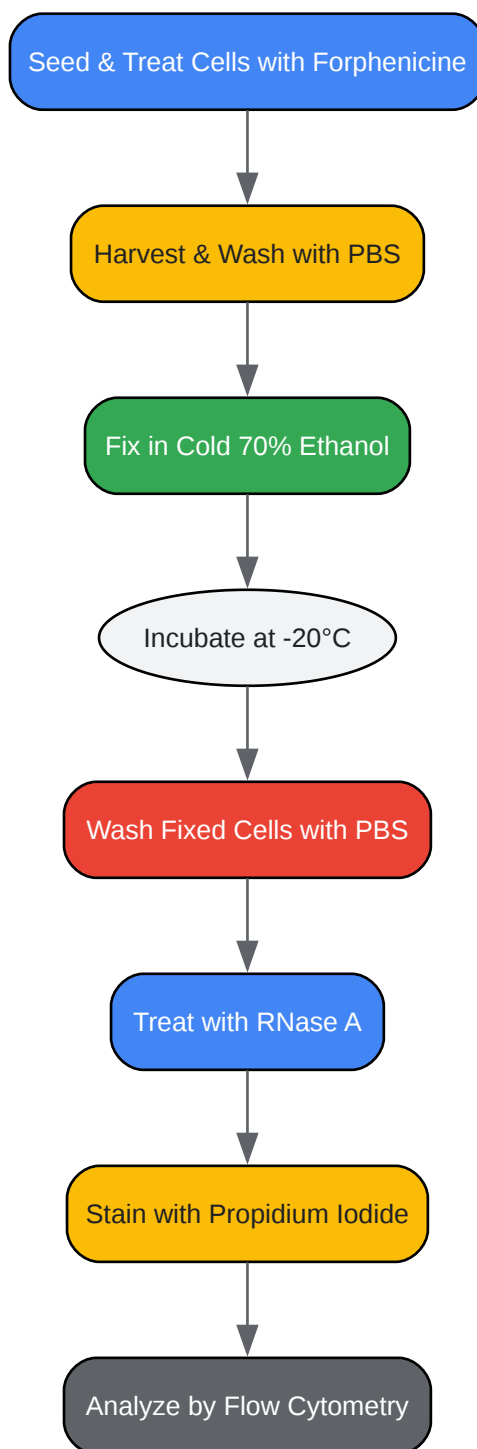 Seed & Treat Cells with Forphenicine
Harvest & Wash with PBS
Fix in Cold 70% Ethanol
Incubate at -20°C
Wash Fixed Cells with PBS
Treat with RNase A
Stain with Propidium Iodide
Analyze by Flow Cytometry